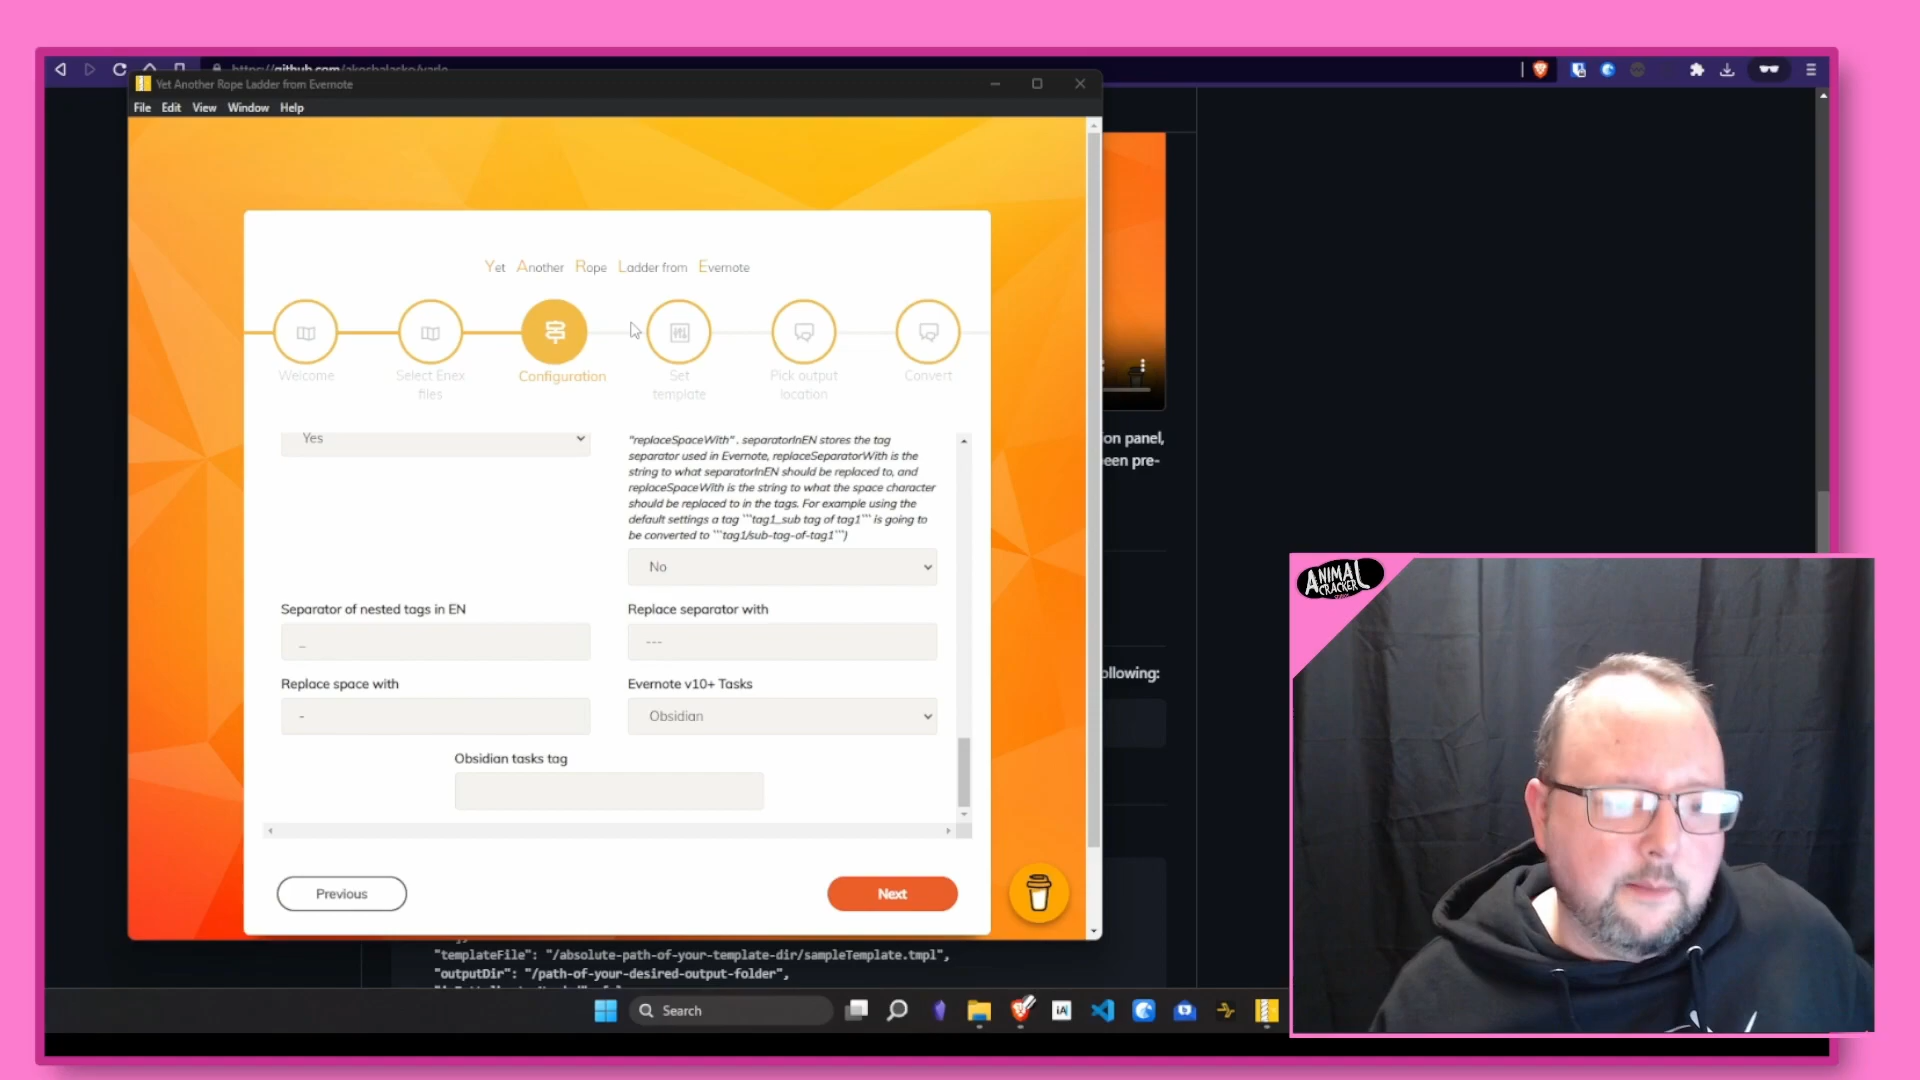 https://github.com/akosbalasko/yarle
Yet Another Rope Ladder from Evernote
File Edit View Window Help
Yet Another Rope Ladder from Evernote
Welcome
Select Enex
files
Configuration
Set
template
Pick output
location
Convert
Yes
"replaceSpaceWith" . separatorInEN stores the tag
separator used in Evernote, replaceSeparatorWith is the
string to what separatorInEN should be replaced to, and
replaceSpaceWith is the string to what the space character
should be replaced to in the tags. For example using the
default settings a tag ```tag1_sub tag of tag1``` is going to
be converted to ```tag1/sub-tag-of-tag1```)
No
Separator of nested tags in EN
_
Replace separator with
---
Replace space with
-
Evernote v10+ Tasks
Obsidian
Obsidian tasks tag
Previous
Next
on panel,
een pre-
ollowing:
"templateFile": "/absolute-path-of-your-template-dir/sampleTemplate.tmpl",
"outputDir": "/path-of-your-desired-output-folder",
Search
iA
ANIMAL
CRACKER